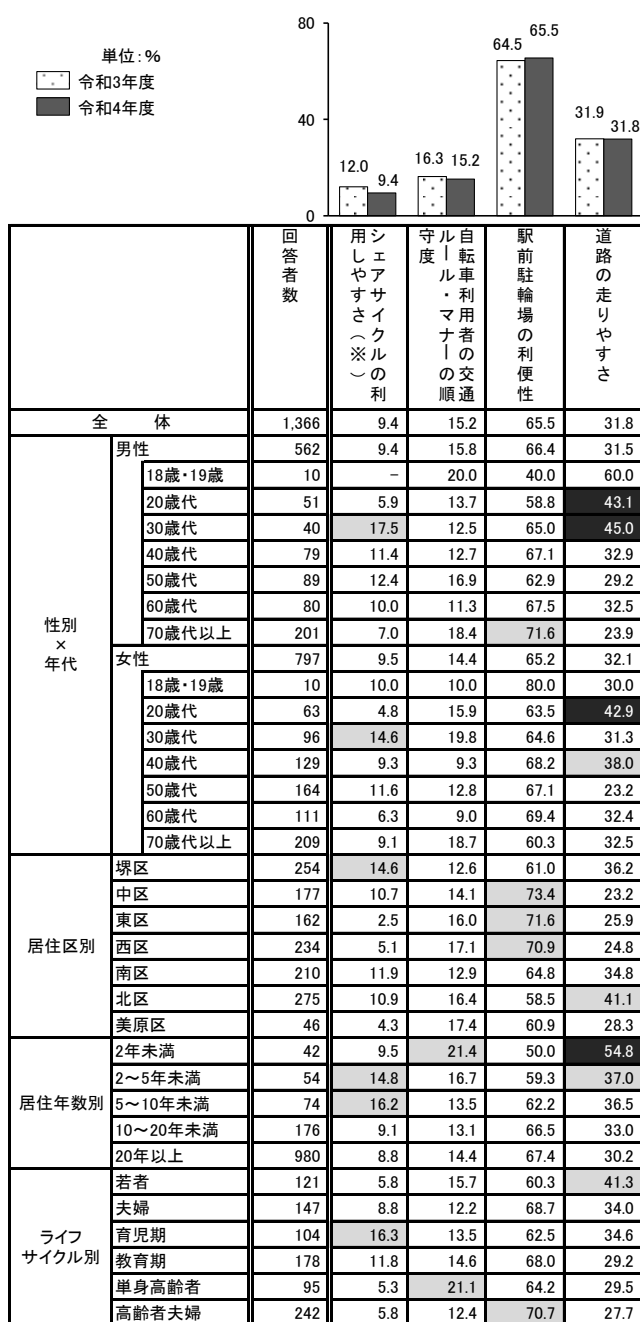 単位：%
令和3年度
令和4年度
80
40
0
12.0 9.4 16.3 15.2 64.5 65.5 31.9 31.8
回答者数
シェアサイクルの利用しやすさ（※）
自転車利用者の交通ルール・マナーの順守度
駅前駐輪場の利便性
道路の走りやすさ
全 体 1,366 9.4 15.2 65.5 31.8
性別×年代
男性 562 9.4 15.8 66.4 31.5
18歳・19歳 10 － 20.0 40.0 60.0
20歳代 51 5.9 13.7 58.8 43.1
30歳代 40 17.5 12.5 65.0 45.0
40歳代 79 11.4 12.7 67.1 32.9
50歳代 89 12.4 16.9 62.9 29.2
60歳代 80 10.0 11.3 67.5 32.5
70歳代以上 201 7.0 18.4 71.6 23.9
女性 797 9.5 14.4 65.2 32.1
18歳・19歳 10 10.0 10.0 80.0 30.0
20歳代 63 4.8 15.9 63.5 42.9
30歳代 96 14.6 19.8 64.6 31.3
40歳代 129 9.3 9.3 68.2 38.0
50歳代 164 11.6 12.8 67.1 23.2
60歳代 111 6.3 9.0 69.4 32.4
70歳代以上 209 9.1 18.7 60.3 32.5
居住区別
堺区 254 14.6 12.6 61.0 36.2
中区 177 10.7 14.1 73.4 23.2
東区 162 2.5 16.0 71.6 25.9
西区 234 5.1 17.1 70.9 24.8
南区 210 11.9 12.9 64.8 34.8
北区 275 10.9 16.4 58.5 41.1
美原区 46 4.3 17.4 60.9 28.3
居住年数別
2年未満 42 9.5 21.4 50.0 54.8
2～5年未満 54 14.8 16.7 59.3 37.0
5～10年未満 74 16.2 13.5 62.2 36.5
10～20年未満 176 9.1 13.1 66.5 33.0
20年以上 980 8.8 14.4 67.4 30.2
ライフサイクル別
若者 121 5.8 15.7 60.3 41.3
夫婦 147 8.8 12.2 68.7 34.0
育児期 104 16.3 13.5 62.5 34.6
教育期 178 11.8 14.6 68.0 29.2
単身高齢者 95 5.3 21.1 64.2 29.5
高齢者夫婦 242 5.8 12.4 70.7 27.7